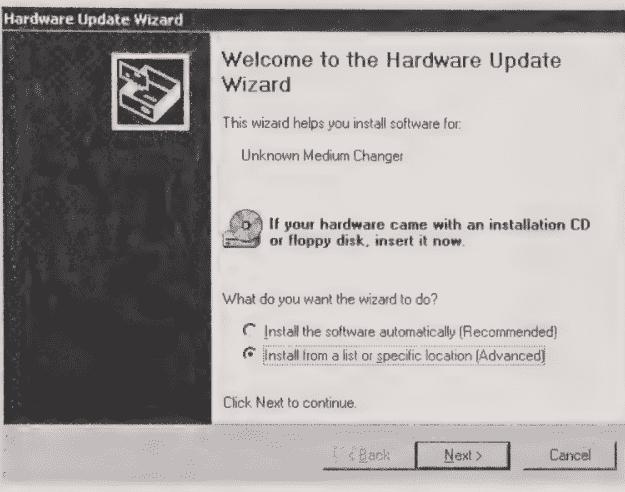 Hardware Update Wizard
Welcome to the Hardware Update
Wizard
This wizard helps you install software for:
Unknown Medium Changer
If your hardware came with an installation CD
or floppy disk, insert it now.
What do you want the wizard to do?
Install the software automatically (Recommended)
Install from a list or specific location (Advanced)
Click Next to continue.
< Back
Next >
Cancel